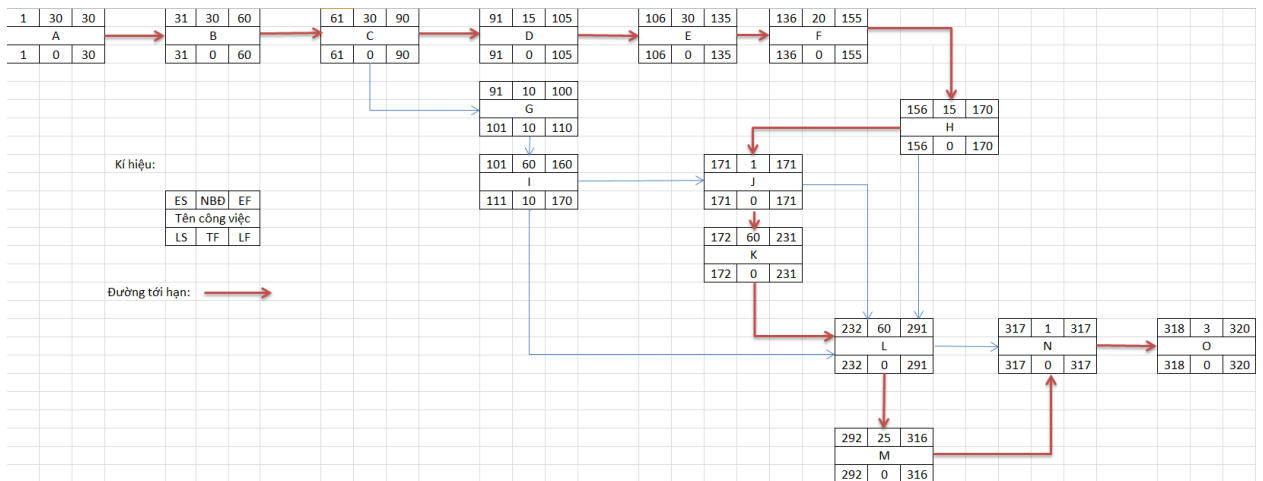 1 30 30 31 30 60 61 30 90 91 15 105 106 30 135 136 20 155
A B C D E F
1 0 30 31 0 60 61 0 90 91 0 105 106 0 135 136 0 155
91 10 100
G
101 10 110
156 15 170
H
156 0 170
Kí hiệu:
101 60 160 171 1 171
I J
111 10 170 171 0 171
ES NBĐ EF
Tên công việc
LS TF LF
172 60 231
K
172 0 231
Đường tới hạn:
232 60 291 317 1 317 318 3 320
L N O
232 0 291 317 0 317 318 0 320
292 25 316
M
292 0 316